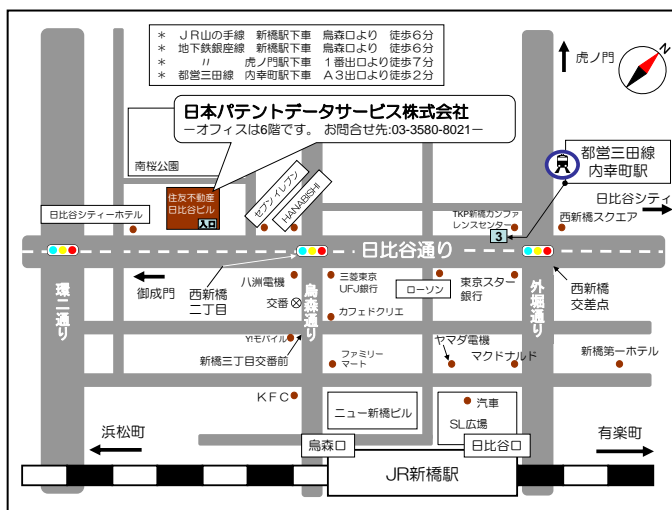 ＊　ＪＲ山の手線　新橋駅下車　烏森口より　徒歩６分
＊　地下鉄銀座線　新橋駅下車　烏森口より　徒歩６分
＊　〃　虎ノ門駅下車　１番出口より徒歩７分
＊　都営三田線　内幸町駅下車　Ａ３出口より徒歩２分
虎ノ門
日本パテントデータサービス株式会社
－オフィスは6階です。 お問合せ先:03-3580-8021－
南桜公園
都営三田線
内幸町駅
住友不動産
日比谷ビル
入口
セブンイレブン
HANABISHI
日比谷シティ
日比谷シティーホテル
TKP新橋カンファ
レンスセンター
3
西新橋スクエア
日比谷通り
環二通り
御成門
西新橋
二丁目
八洲電機
交番
烏森通り
三菱東京
UFJ銀行
カフェドクリエ
ローソン
東京スター
銀行
外堀通り
西新橋
交差点
Y!モバイル
新橋三丁目交番前
ファミリー
マート
ヤマダ電機
マクドナルド
新橋第一ホテル
ＫＦＣ
ニュー新橋ビル
汽車
SL広場
浜松町
烏森口
日比谷口
有楽町
JR新橋駅